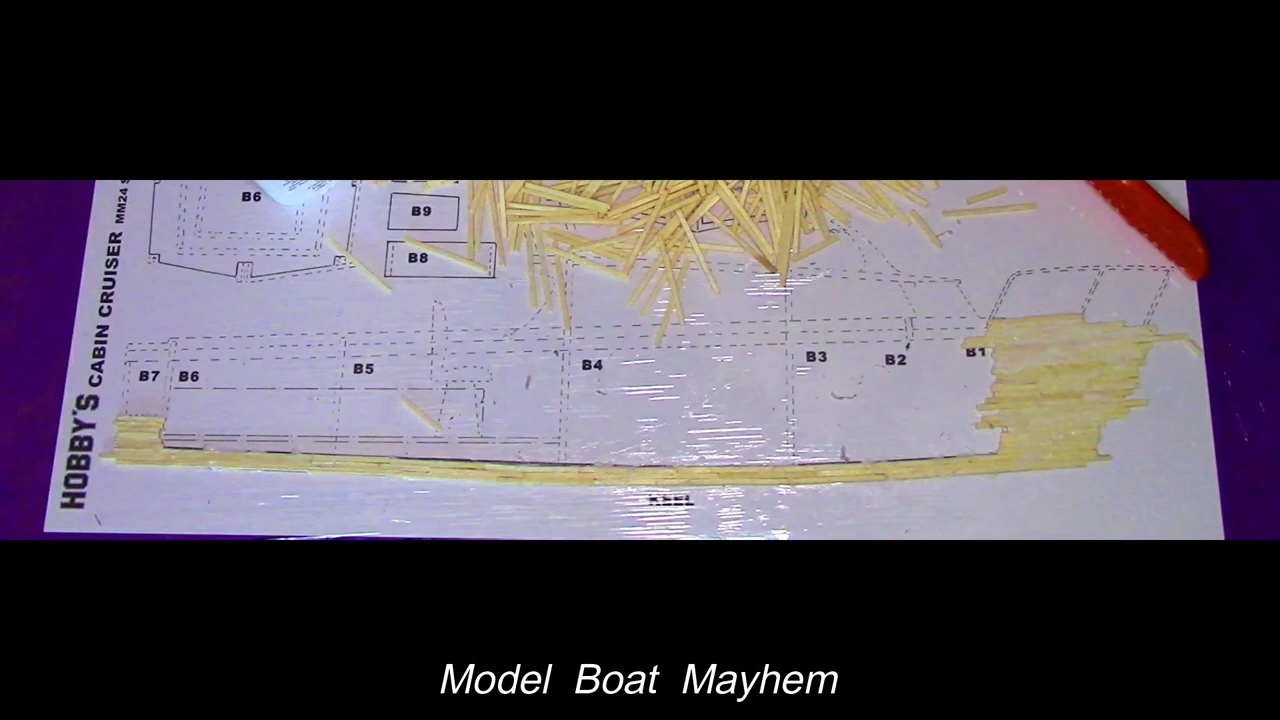 HOBBY'S CABIN CRUISER MM24
B6
B9
B8
B7
B6
B5
B4
B3
B2
B1
KEEL
Model Boat Mayhem